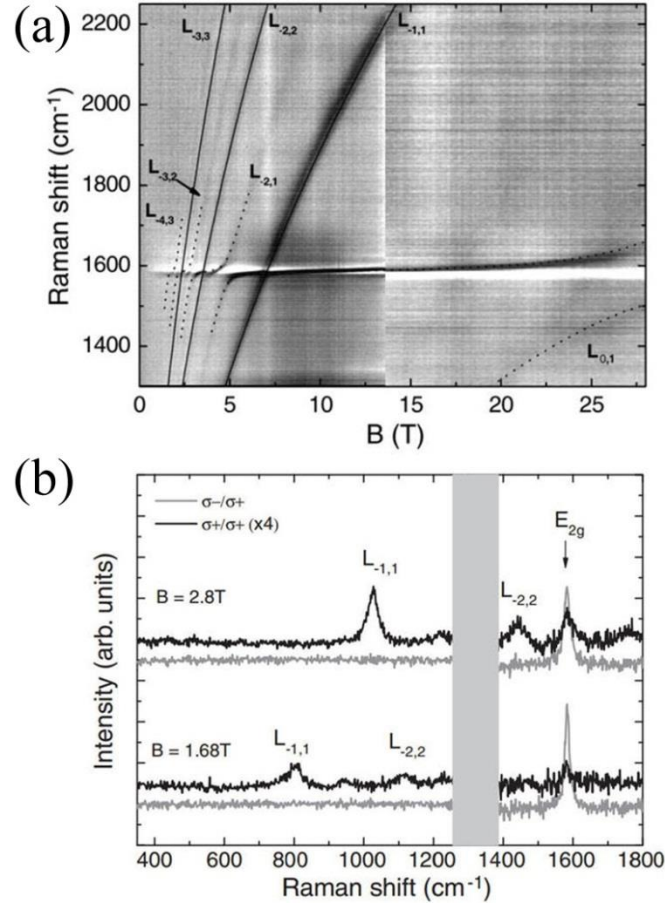 (a)
L-3,3
L-2,2
L-1,1
2200
2000
1800
1600
1400
L-3,2
L-4,3
L-2,1
L0,1
Raman shift (cm-1)
0 5 10 15 20 25
B (T)
(b)
σ−/σ+
σ+/σ+ (x4)
E2g
L-1,1
L-2,2
B = 2.8T
L-1,1
L-2,2
B = 1.68T
Intensity (arb. units)
400 600 800 1000 1200 1400 1600 1800
Raman shift (cm-1)